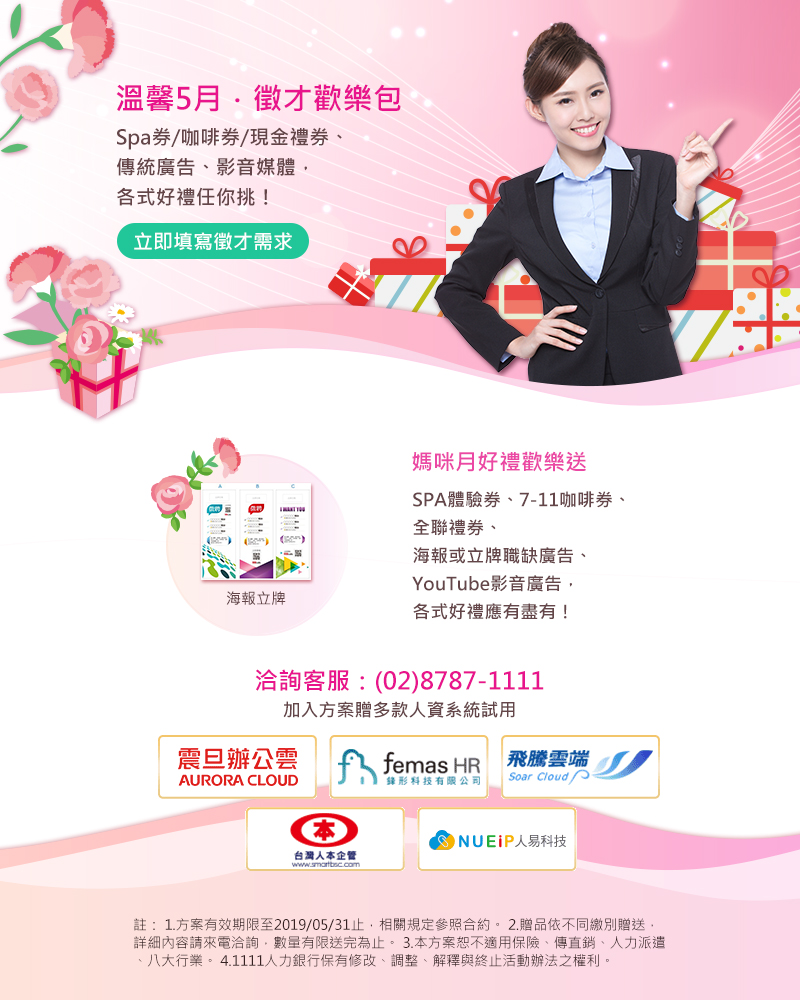 溫馨5月．徵才歡樂包
Spa券/咖啡券/現金禮券、
傳統廣告、影音媒體，
各式好禮任你挑！
立即填寫徵才需求
媽咪月好禮歡樂送
SPA體驗券、7-11咖啡券、
全聯禮券、
海報或立牌職缺廣告、
YouTube影音廣告，
各式好禮應有盡有！
A B C
I WANT YOU
海報立牌
洽詢客服：(02)8787-1111
加入方案贈多款人資系統試用
震旦辦公雲
AURORA CLOUD
femas HR
鋒形科技有限公司
飛騰雲端
Soar Cloud
本
台灣人本企管
www.smartbsc.com
NUEiP人易科技
註： 1.方案有效期限至2019/05/31止，相關規定參照合約。 2.贈品依不同繳別贈送，
詳細內容請來電洽詢，數量有限送完為止。 3.本方案恕不適用保險、傳直銷、人力派遣
、八大行業。 4.1111人力銀行保有修改、調整、解釋與終止活動辦法之權利。